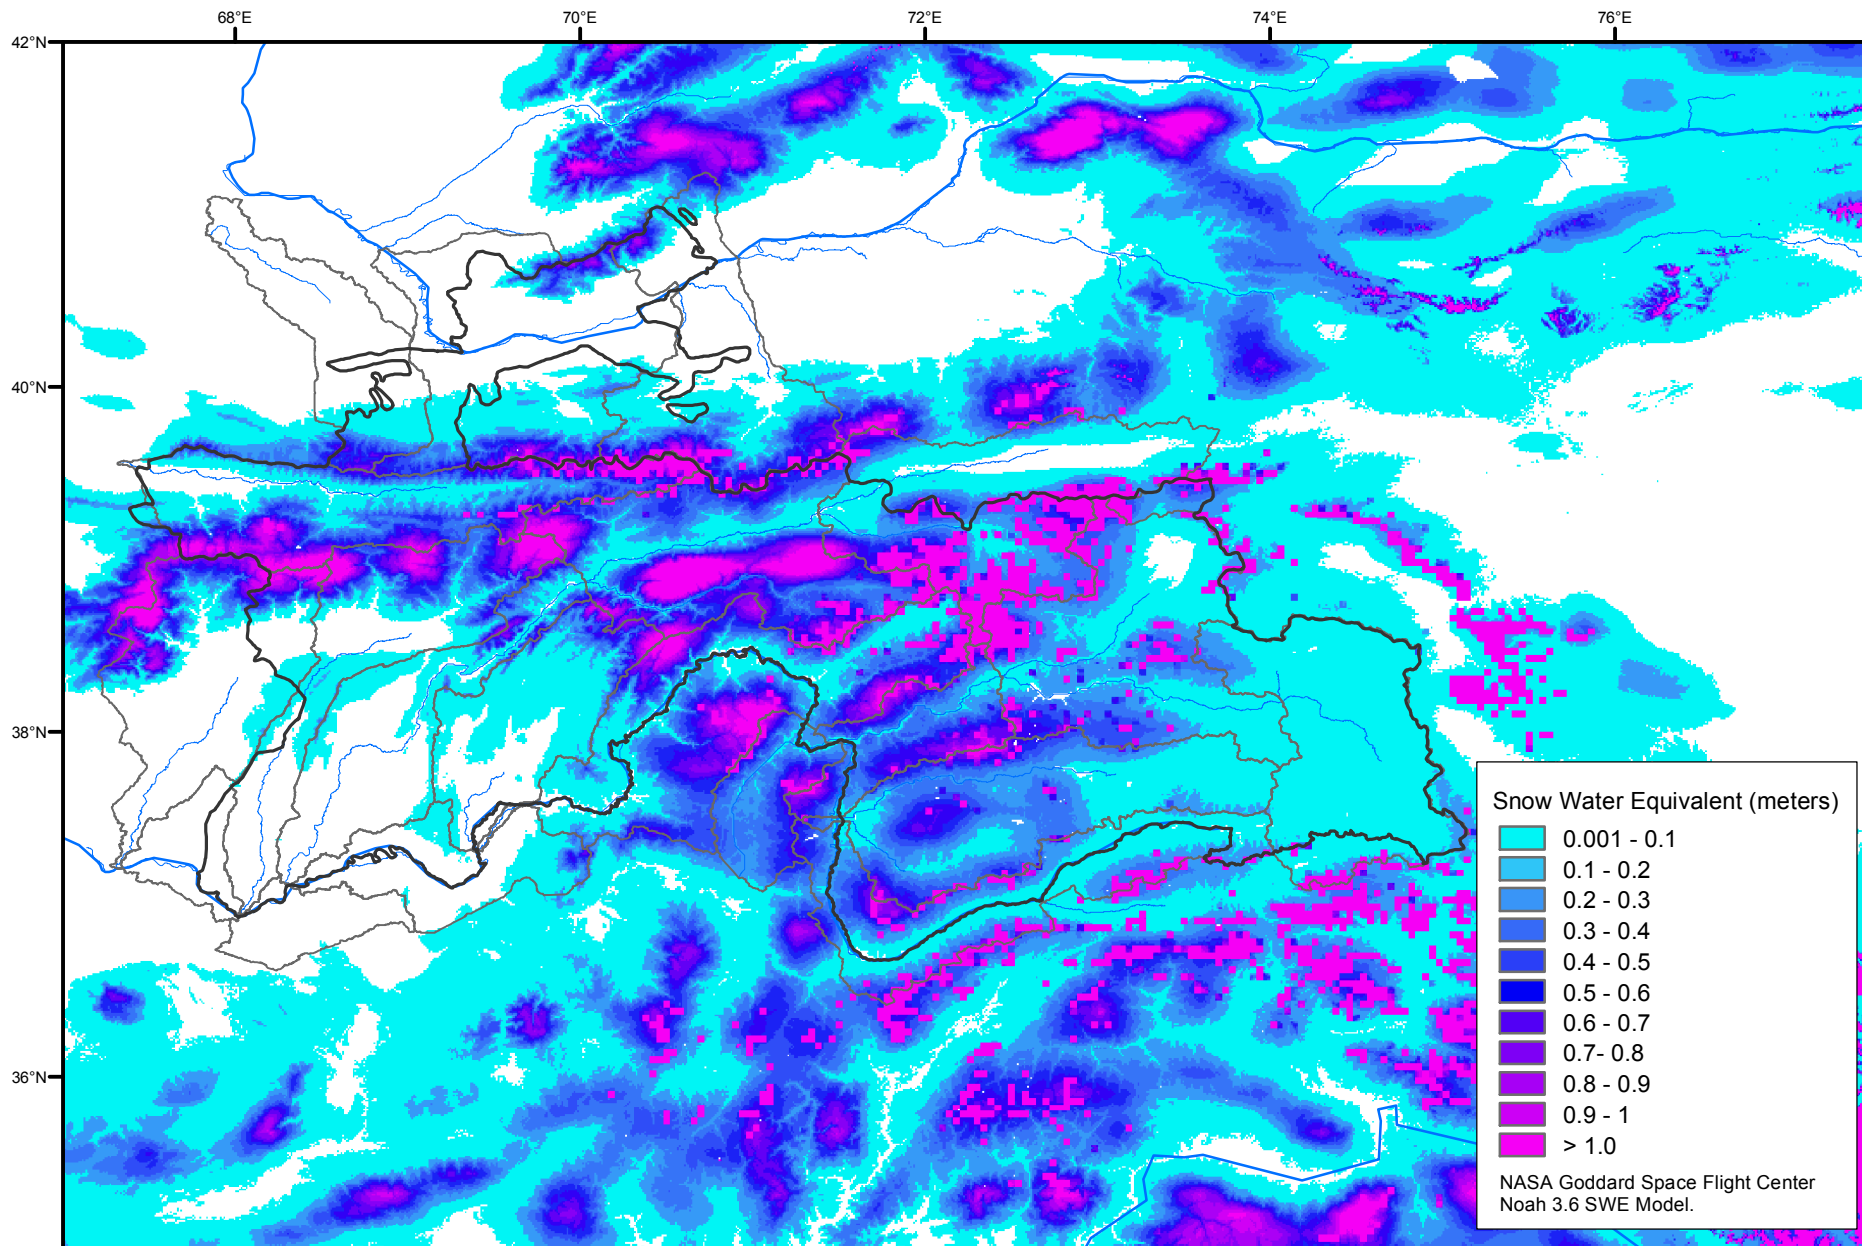 68°E 70°E 72°E 74°E 76°E
42°N
40°N
38°N
36°N
Snow Water Equivalent (meters)
0.001 - 0.1
0.1 - 0.2
0.2 - 0.3
0.3 - 0.4
0.4 - 0.5
0.5 - 0.6
0.6 - 0.7
0.7- 0.8
0.8 - 0.9
0.9 - 1
> 1.0
NASA Goddard Space Flight Center
Noah 3.6 SWE Model.